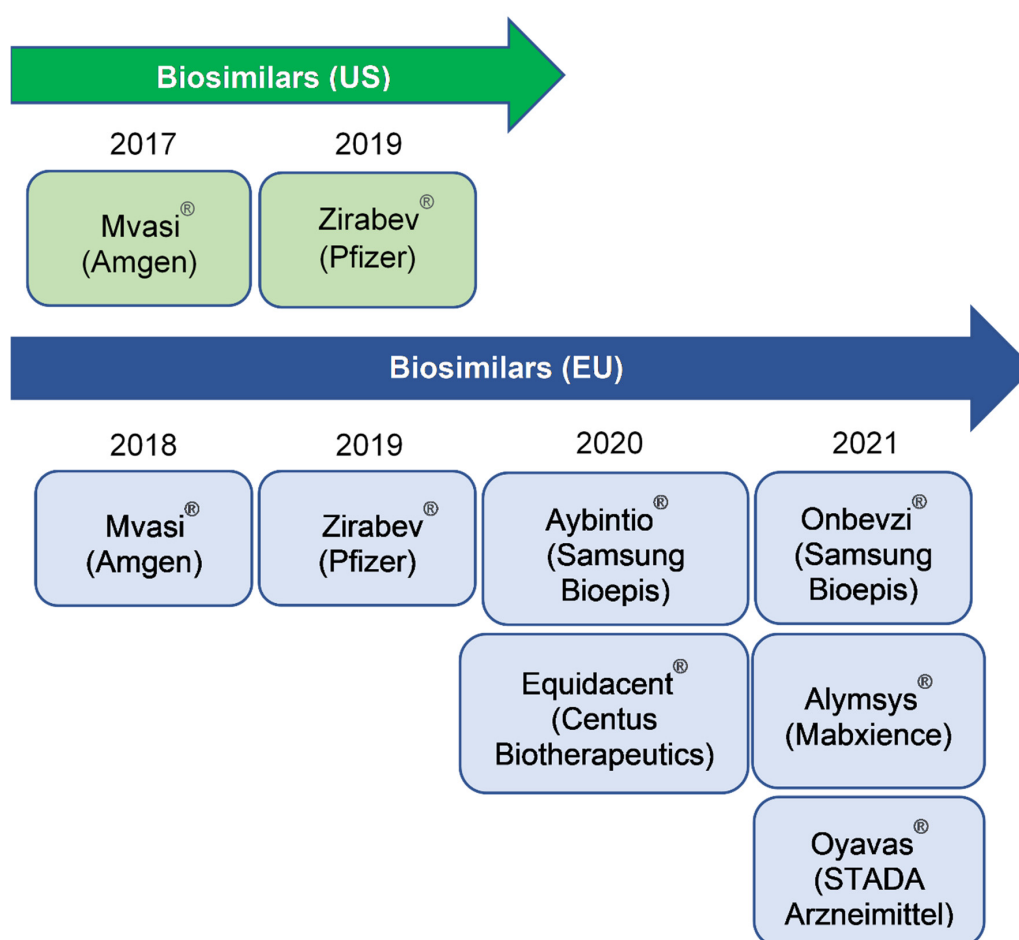 Biosimilars (US)
2017 2019
Mvasi®
(Amgen)
Zirabev®
(Pfizer)
Biosimilars (EU)
2018 2019 2020 2021
Mvasi®
(Amgen)
Zirabev®
(Pfizer)
Aybintio®
(Samsung
Bioepis)
Onbevzi®
(Samsung
Bioepis)
Equidacent®
(Centus
Biotherapeutics)
Alymsys®
(Mabxience)
Oyavas®
(STADA
Arzneimittel)